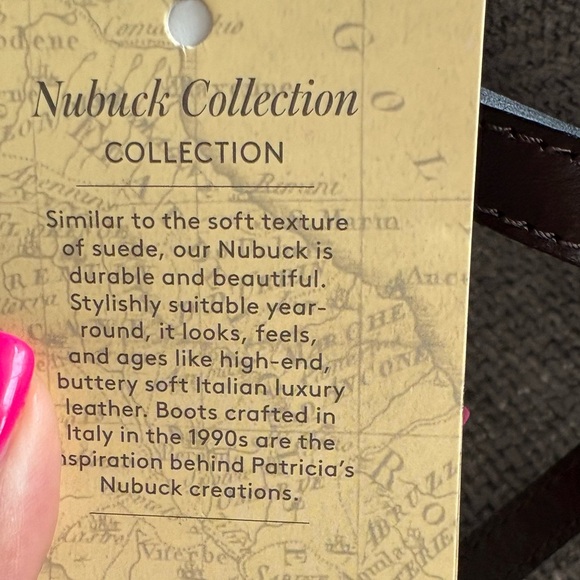 Nubuck Collection
COLLECTION
Similar to the soft texture
of suede, our Nubuck is
durable and beautiful.
Stylishly suitable year-
round, it looks, feels,
and ages like high-end,
buttery soft Italian luxury
leather. Boots crafted in
Italy in the 1990s are the
nspiration behind Patricia's
Nubuck creations.
Rimini
Viterbe